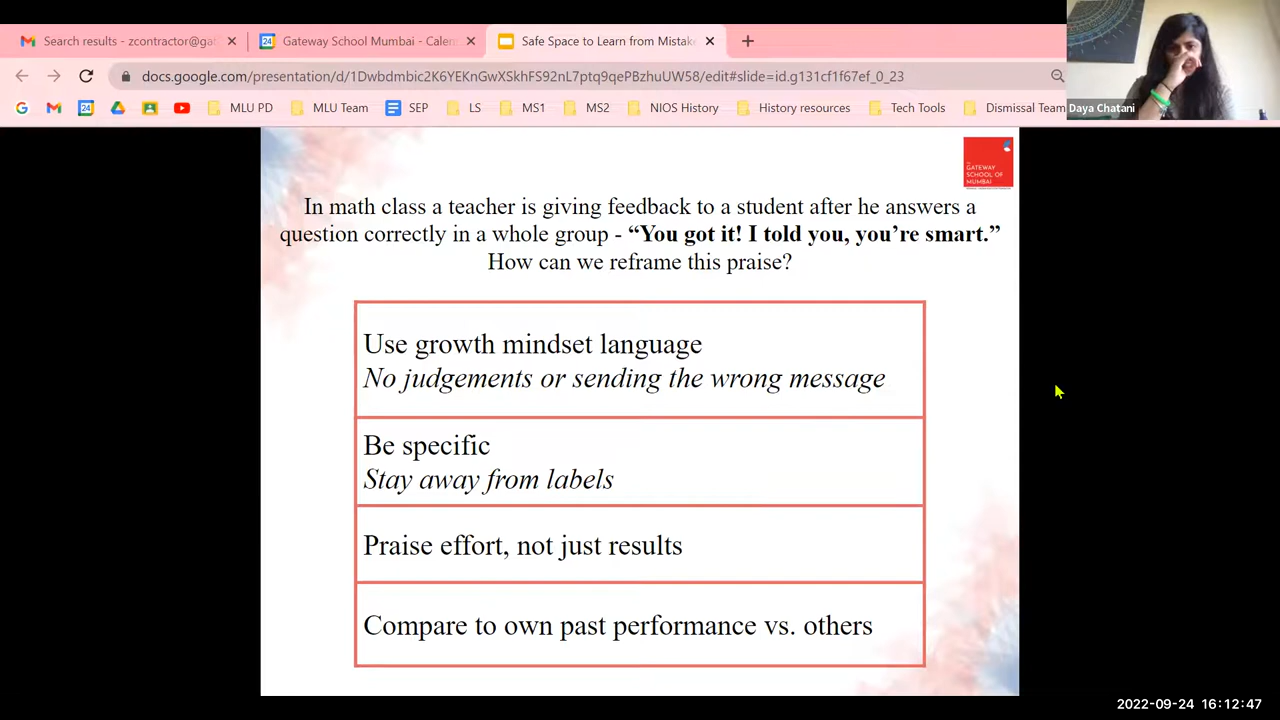 Search results - zcontractor@gat
Gateway School Mumbai - Calen
Safe Space to Learn from Mistak
docs.google.com/presentation/d/1Dwbdmbic2K6YEKnGwXSkhFS92nL7ptq9qePBzhuUW58/edit#slide=id.g131cf1f67ef_0_23
MLU PD
MLU Team
SEP
LS
MS1
MS2
NIOS History
History resources
Tech Tools
Dismissal Team
Daya Chatani
THE
GATEWAY
SCHOOL OF
MUMBAI
In math class a teacher is giving feedback to a student after he answers a
question correctly in a whole group - “You got it! I told you, you’re smart.”
How can we reframe this praise?
Use growth mindset language
No judgements or sending the wrong message
Be specific
Stay away from labels
Praise effort, not just results
Compare to own past performance vs. others
2022-09-24 16:12:47